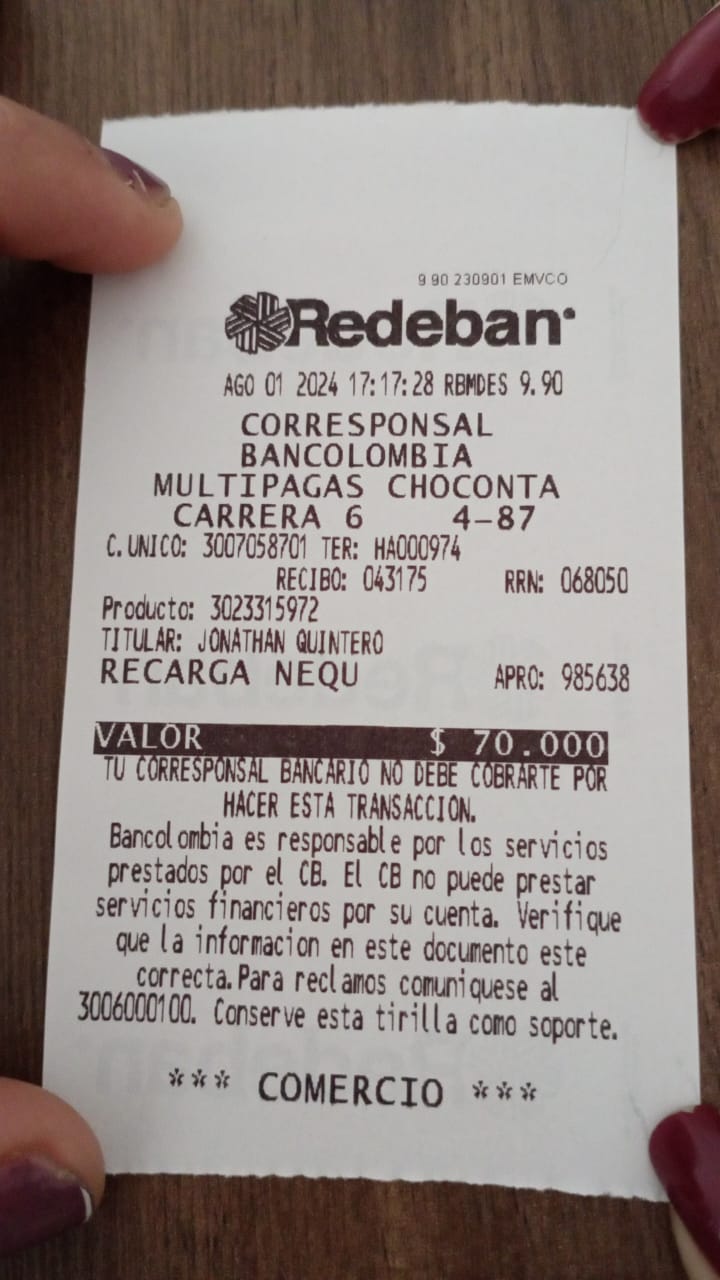 9 90 230901 EMVCO
Redeban
AGO 01 2024 17:17:28 RBMDES 9.90
CORRESPONSAL
BANCOLOMBIA
MULTIPAGAS CHOCONTA
CARRERA 6 4-87
C.UNICO: 3007058701 TER: HA000974
RECIBO: 043175 RRN: 068050
Producto: 3023315972
TITULAR: JONATHAN QUINTERO
RECARGA NEQU APRO: 985638
VALOR $ 70.000
TU CORRESPONSAL BANCARIO NO DEBE COBRARTE POR
HACER ESTA TRANSACCION.
Bancolombia es responsable por los servicios
prestados por el CB. El CB no puede prestar
servicios financieros por su cuenta. Verifique
que la informacion en este documento este
correcta.Para reclamos comuniquese al
3006000100. Conserve esta tirilla como soporte.
*** COMERCIO ***